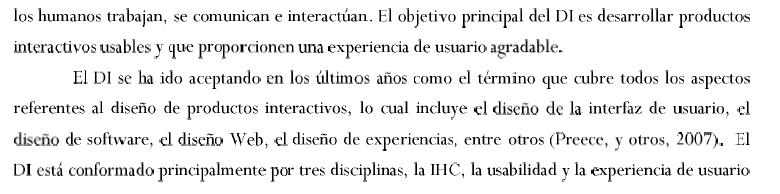 los humanos trabajan, se comunican e interactúan. El objetivo principal del DI es desarrollar productos
interactivos usables y que proporcionen una experiencia de usuario agradable.
El DI se ha ido aceptando en los últimos años como el término que cubre todos los aspectos
referentes al diseño de productos interactivos, lo cual incluye el diseño de la interfaz de usuario, el
diseño de software, el diseño Web, el diseño de experiencias, entre otros (Preece, y otros, 2007). El
DI está conformado principalmente por tres disciplinas, la IHC, la usabilidad y la experiencia de usuario